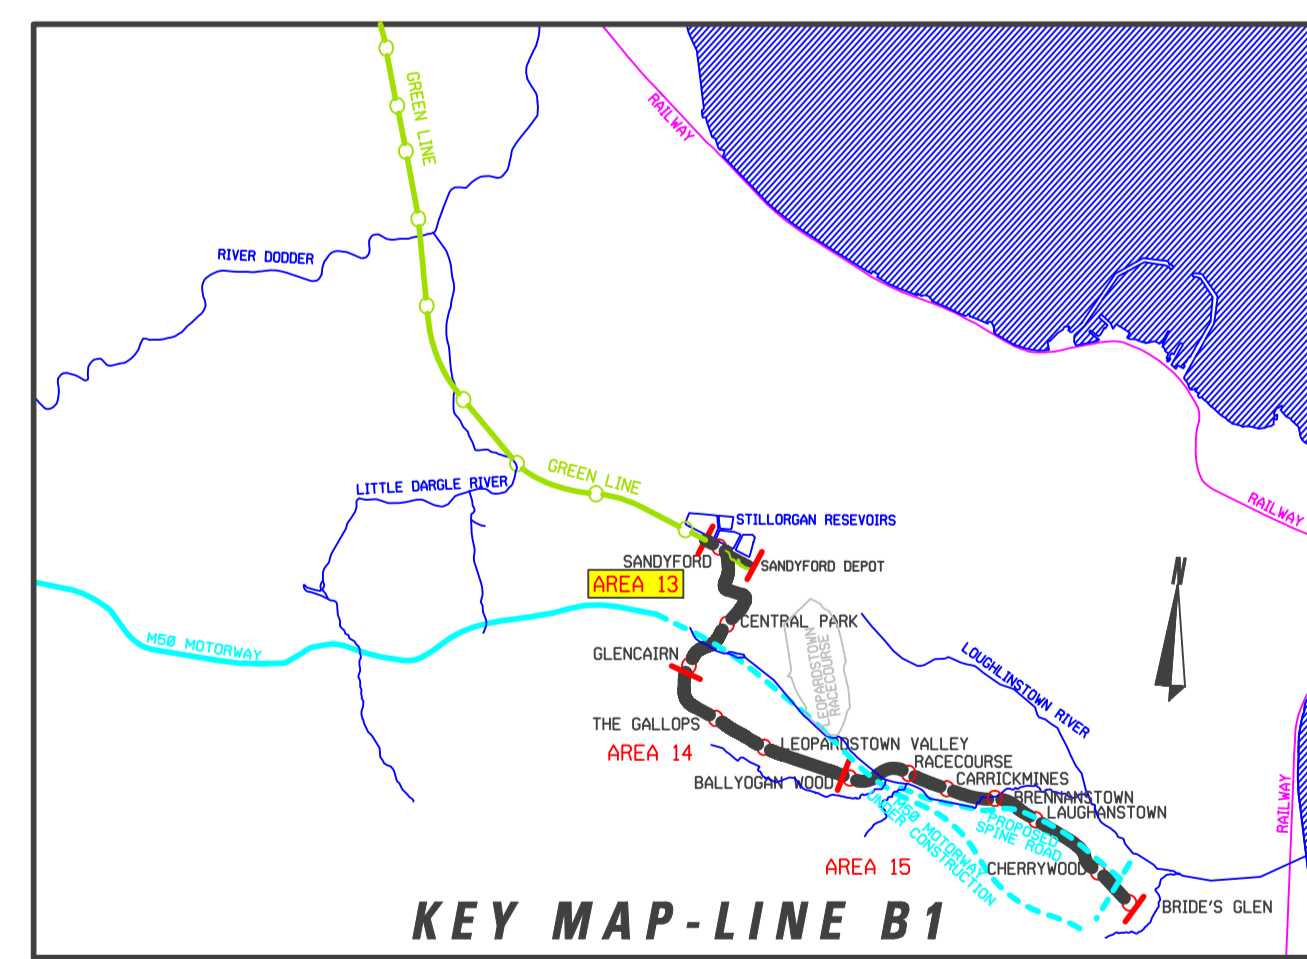 GREEN LINE
RAILWAY
RIVER DODDER
GREEN LINE
LITTLE DARGLE RIVER
RAILWAY
STILLORGAN RESEVOIRS
SANDYFORD
SANDYFORD DEPOT
AREA 13
N
CENTRAL PARK
M50 MOTORWAY
GLENCAIRN
LEOPARDSTOWN
RACECOURSE
LOUGHLINSTOWN RIVER
THE GALLOPS
AREA 14
LEOPARDSTOWN VALLEY
RACECOURSE
BALLYOGAN WOOD
CARRICKMINES
BRENNANSTOWN
LAUGHANSTOWN
RAILWAY
PROPOSED
SPINE ROAD
M50 MOTORWAY
UNDER CONSTRUCTION
AREA 15
CHERRYWOOD
BRIDE'S GLEN
KEY MAP-LINE B1